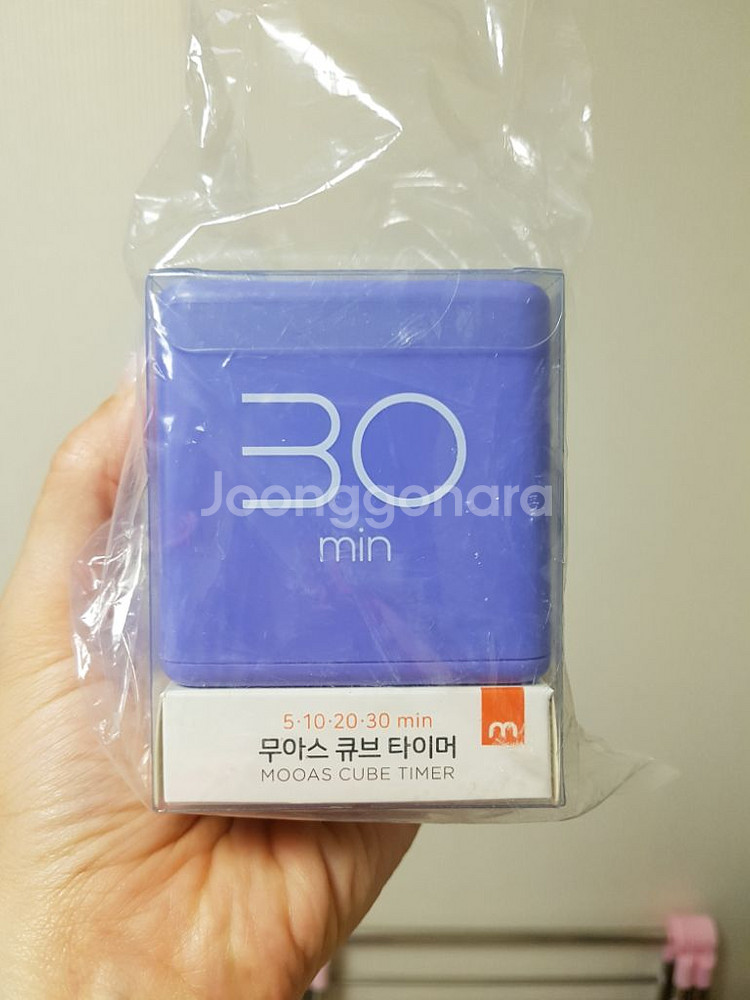 30
Joonggonara
min
5·10·20·30 min
m
무아스 큐브 타이머
MOOAS CUBE TIMER